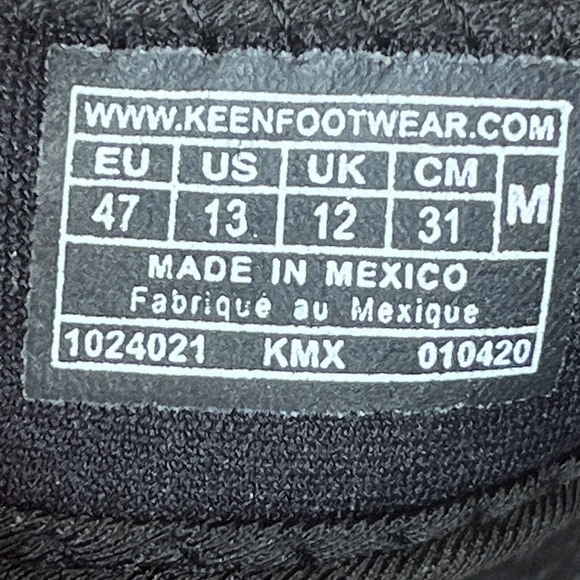 WWW.KEENFOOTWEAR.COM
EU US UK CM M
47 13 12 31
MADE IN MEXICO
Fabriqué au Mexique
1024021 KMX 010420